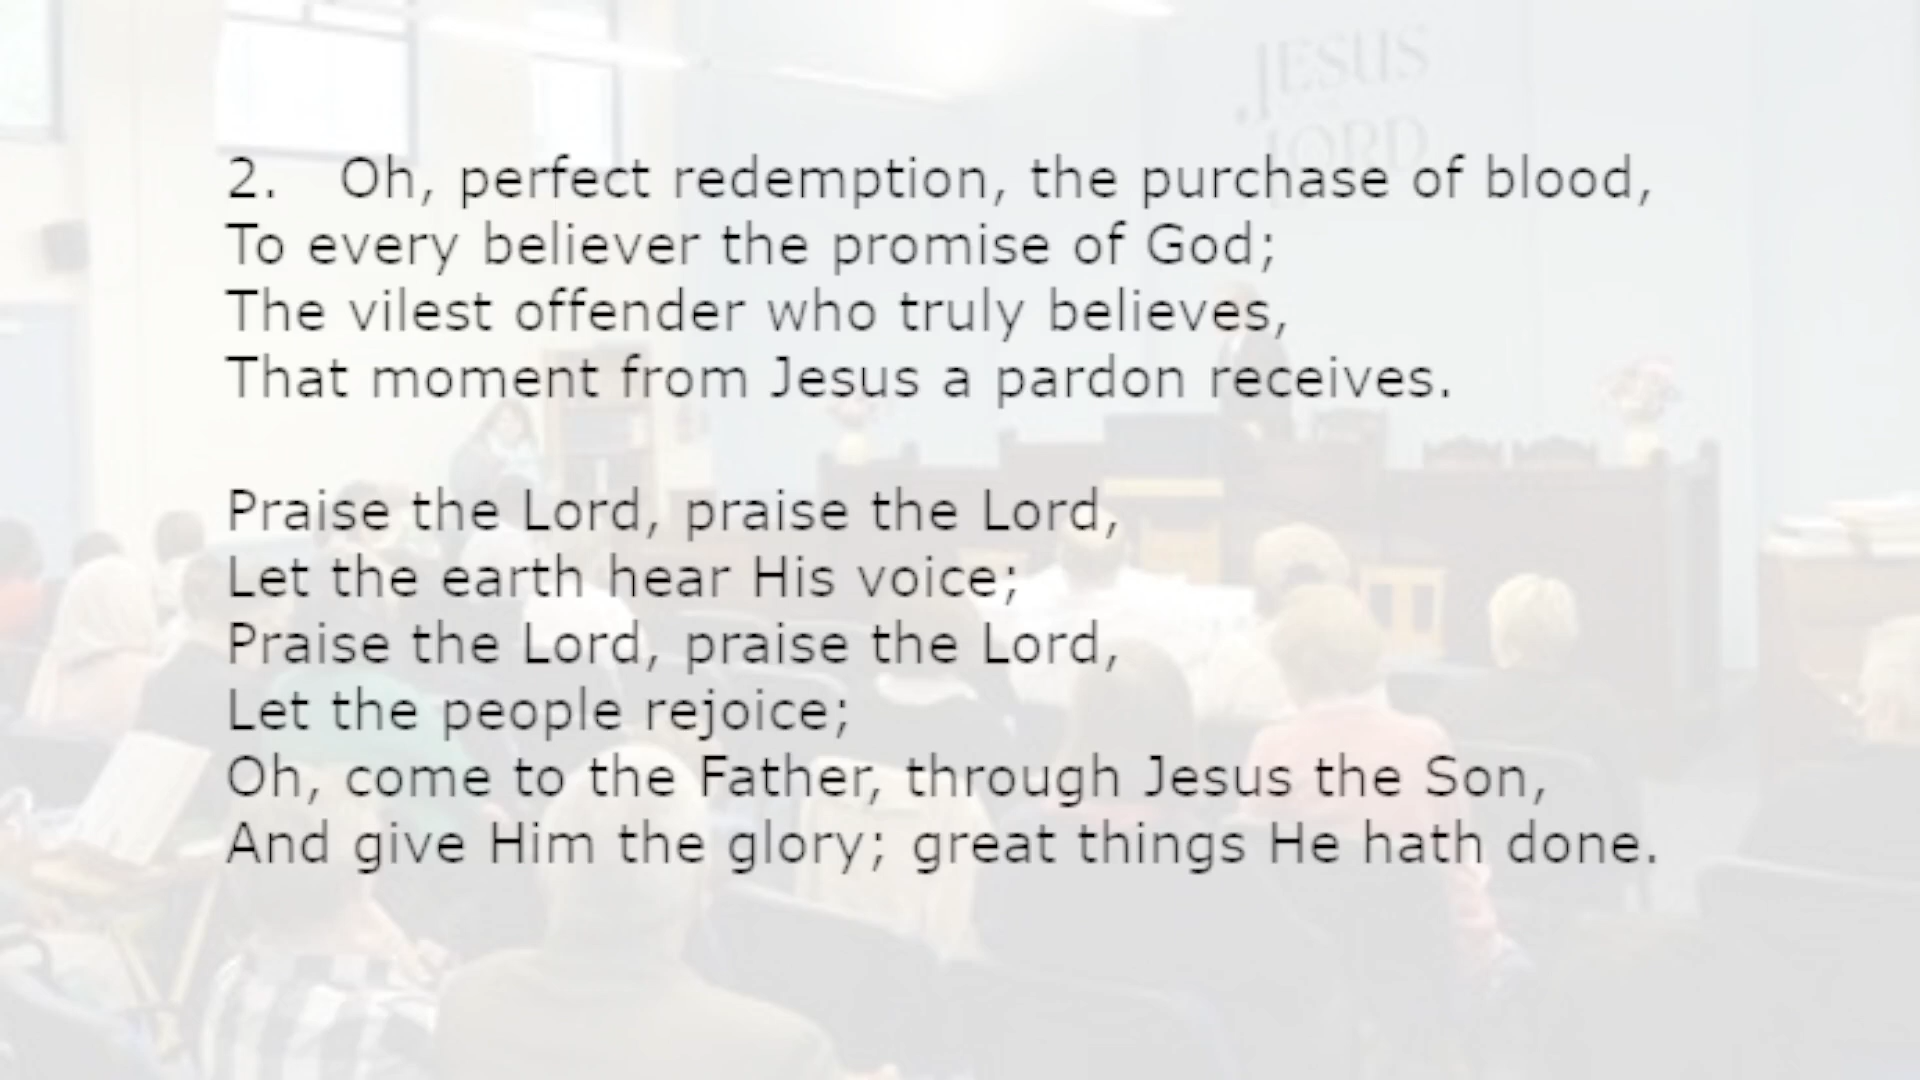 JESUS
LORD
2. Oh, perfect redemption, the purchase of blood,
To every believer the promise of God;
The vilest offender who truly believes,
That moment from Jesus a pardon receives.
Praise the Lord, praise the Lord,
Let the earth hear His voice;
Praise the Lord, praise the Lord,
Let the people rejoice;
Oh, come to the Father, through Jesus the Son,
And give Him the glory; great things He hath done.